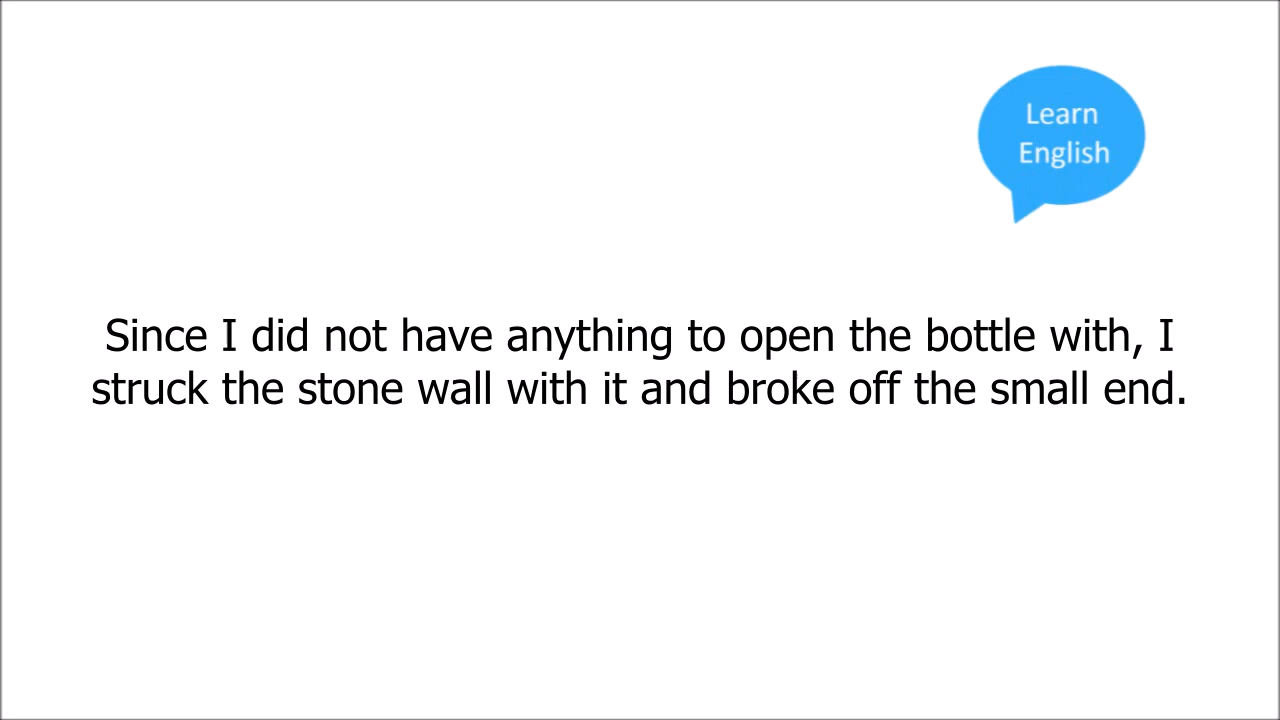 Learn
English
Since I did not have anything to open the bottle with, I
struck the stone wall with it and broke off the small end.